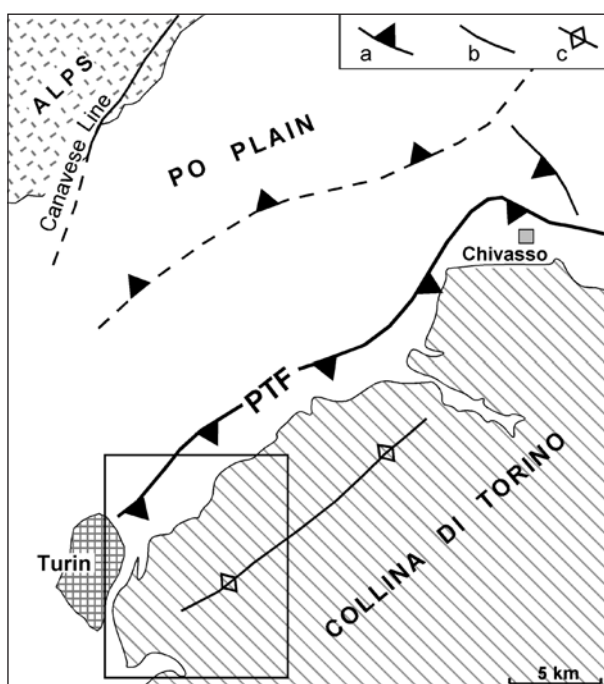 a b c
ALPS
Canavese Line
PO PLAIN
Chivasso
PTF
Turin
COLLINA DI TORINO
5 km